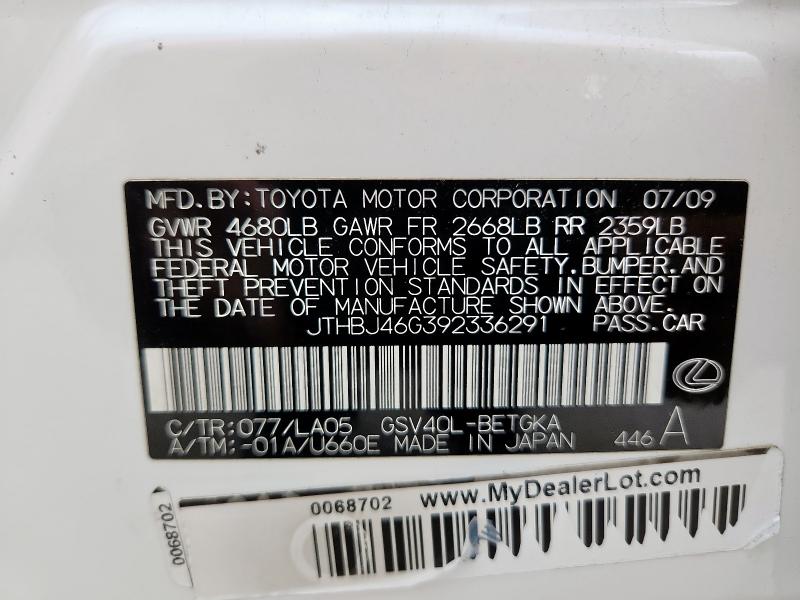 MFD.BY:TOYOTA MOTOR CORPORATION 07/09
GVWR 4680LB GAWR FR 2668LB RR 2359LB
THIS VEHICLE CONFORMS TO ALL APPLICABLE
FEDERAL MOTOR VEHICLE SAFETY.BUMPER.AND
THEFT PREVENTION STANDARDS IN EFFECT ON
THE DATE OF MANUFACTURE SHOWN ABOVE.
JTHBJ46G392336291 PASS.CAR
C/TR:077/LA05 GSV40L-BETGKA
A/TM:-01A/U660E MADE IN JAPAN 446 A
www.MyDealerLot.com
0068702
0068702